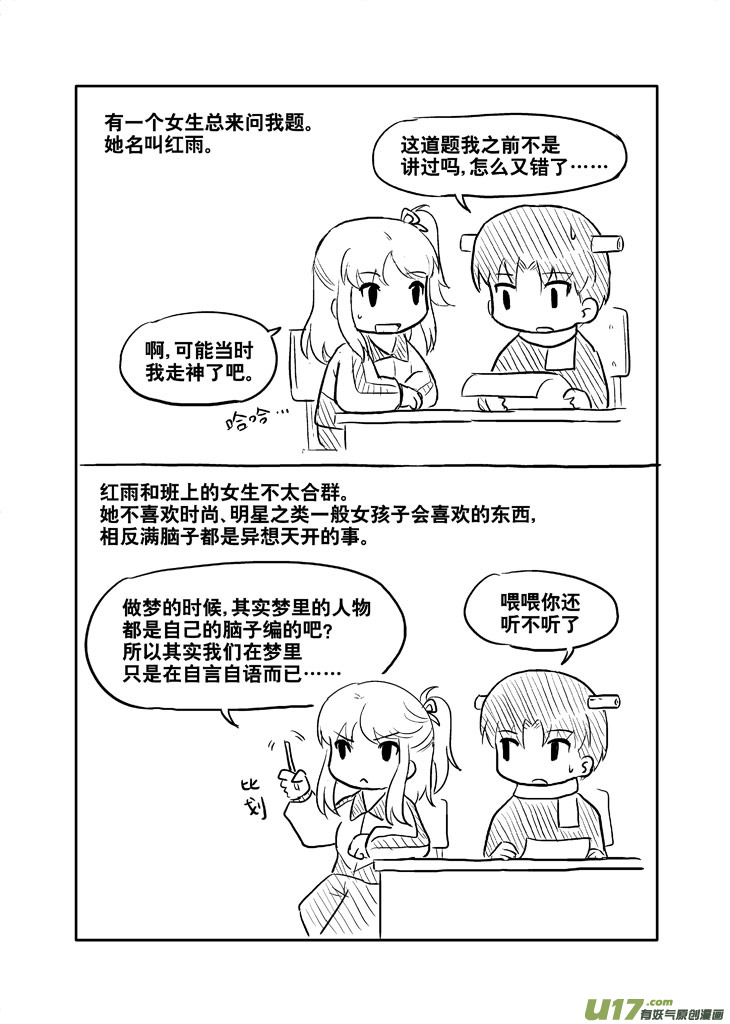 有一个女生总来问我题。
她名叫红雨。
这道题我之前不是
讲过吗,怎么又错了……
啊,可能当时
我走神了吧。
哈哈…
红雨和班上的女生不太合群。
她不喜欢时尚、明星之类一般女孩子会喜欢的东西,
相反满脑子都是异想天开的事。
做梦的时候,其实梦里的人物
都是自己的脑子编的吧?
所以其实我们在梦里
只是在自言自语而已……
喂喂你还
听不听了
比划
U17.com
有妖气原创漫画